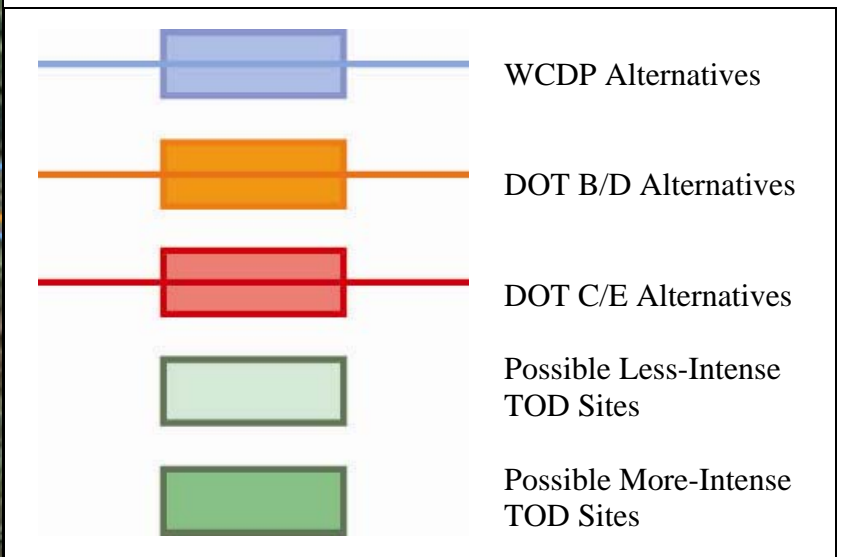 WCDP Alternatives
DOT B/D Alternatives
DOT C/E Alternatives
Possible Less-Intense
TOD Sites
Possible More-Intense
TOD Sites